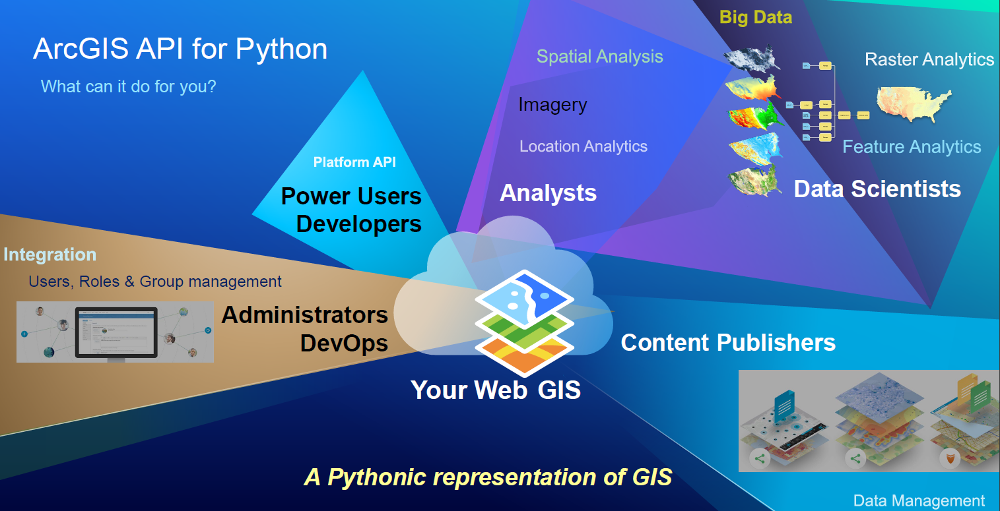 ArcGIS API for Python
What can it do for you?
Big Data
Spatial Analysis
Raster Analytics
Imagery
Location Analytics
Feature Analytics
Analysts
Data Scientists
Platform API
Power Users
Developers
Integration
Users, Roles & Group management
Administrators
DevOps
Content Publishers
Your Web GIS
A Pythonic representation of GIS
Data Management